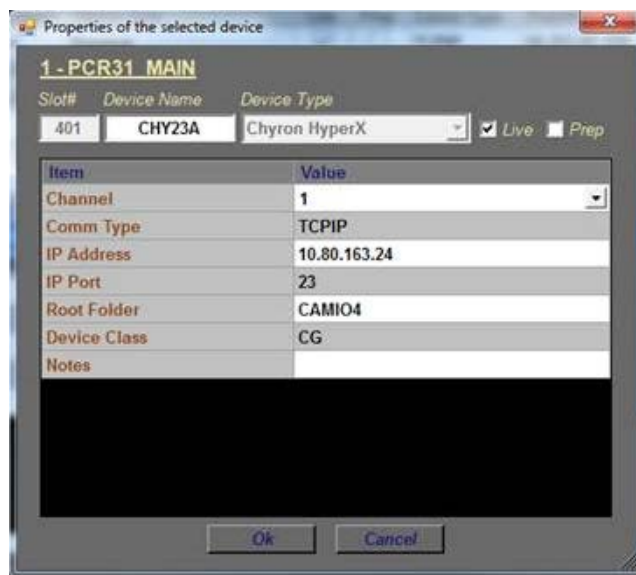 Properties of the selected device
1 - PCR31 MAIN
Slot# Device Name Device Type
401 CHY23A Chyron HyperX Live Prep
Item Value
Channel 1
Comm Type TCPIP
IP Address 10.80.163.24
IP Port 23
Root Folder CAMIO4
Device Class CG
Notes
Ok Cancel